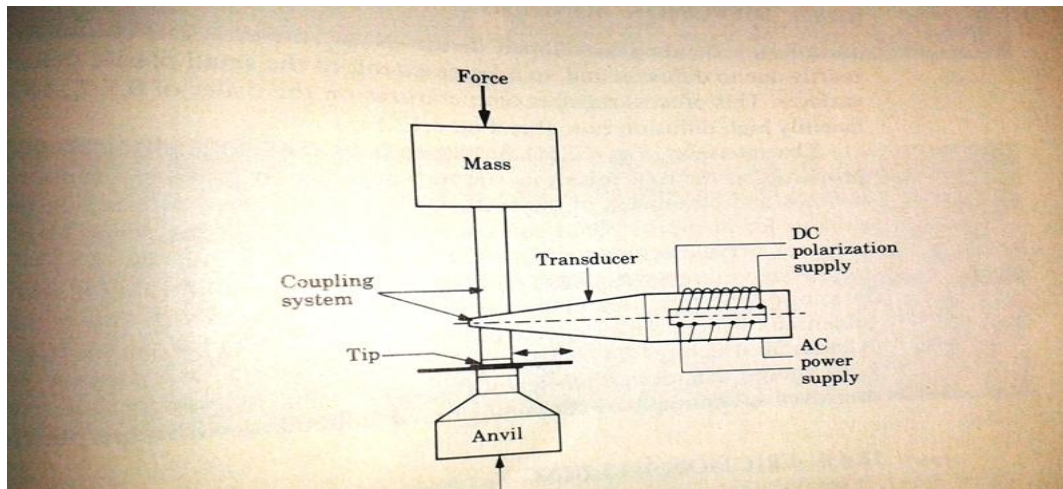 Force
Mass
DC
polarization
supply
Transducer
Coupling
system
Tip
AC
power
supply
Anvil